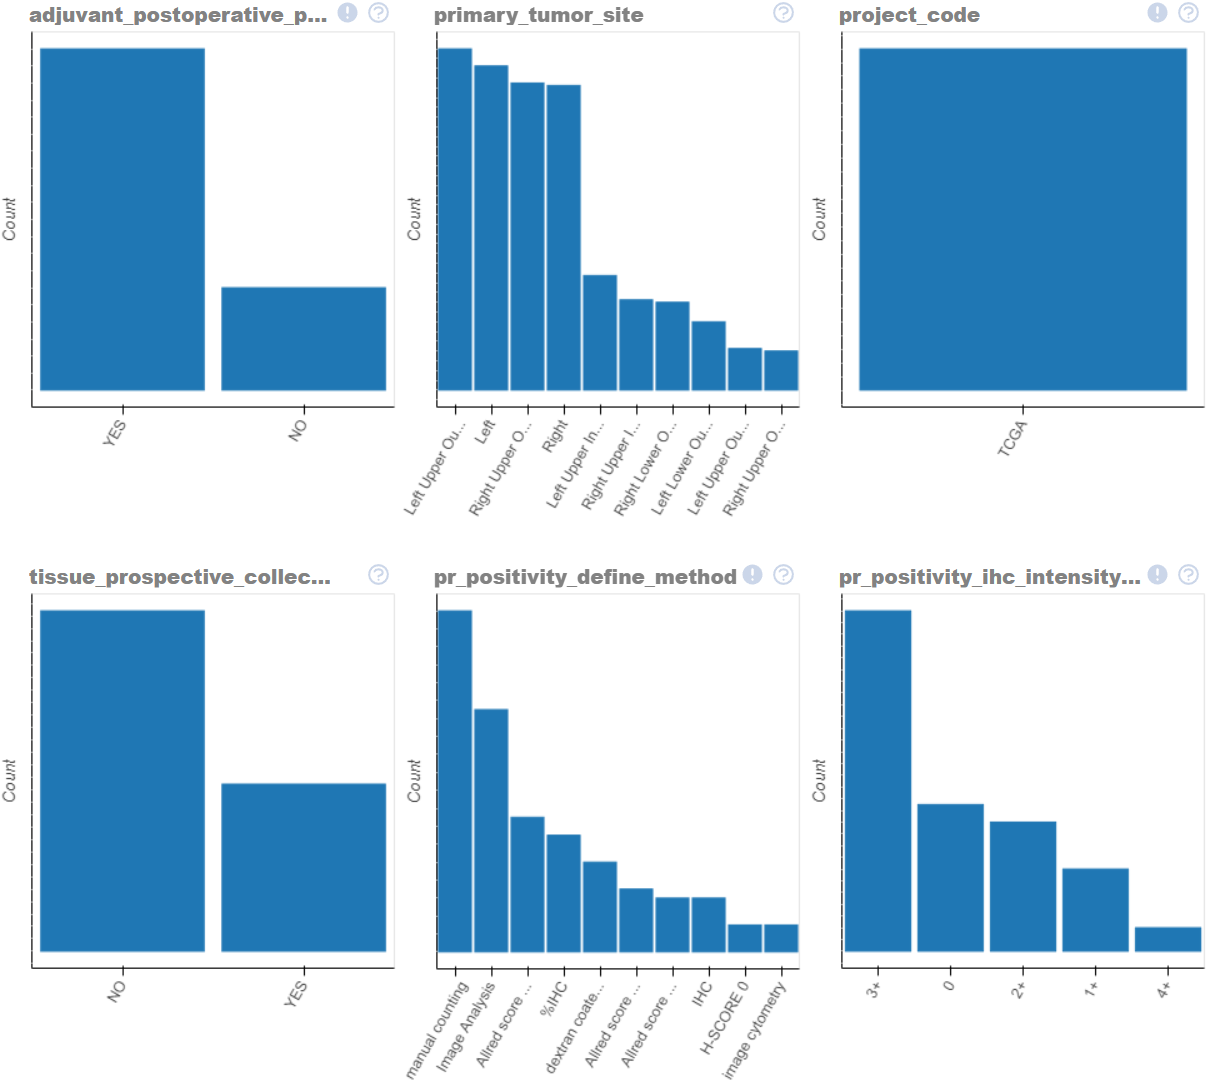 adjuvant_postoperative_p...
primary_tumor_site
project_code
Count
YES
NO
Count
Left Upper Ou...
Left
Right Upper O...
Right
Left Upper In...
Right Upper I...
Right Lower O...
Left Lower Ou...
Left Upper Ou...
Right Upper O...
Count
TCGA
tissue_prospective_collec...
pr_positivity_define_method
pr_positivity_ihc_intensity...
Count
NO
YES
Count
manual counting
Image Analysis
Allred score ...
%IHC
dextran coate...
Allred score ...
Allred score ...
IHC
H-SCORE 0
image cytometry
Count
3+
0
2+
1+
4+